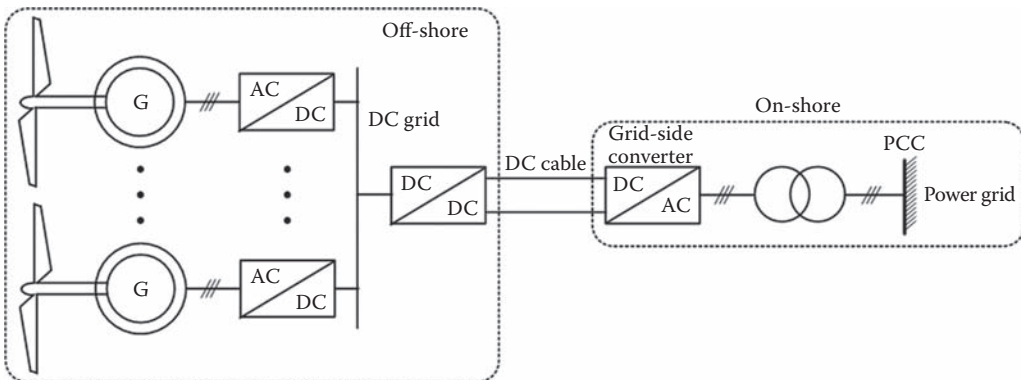 Off-shore
G
AC
DC
DC grid
On-shore
Grid-side
converter
PCC
DC cable
DC
DC
DC
AC
Power grid
G
AC
DC